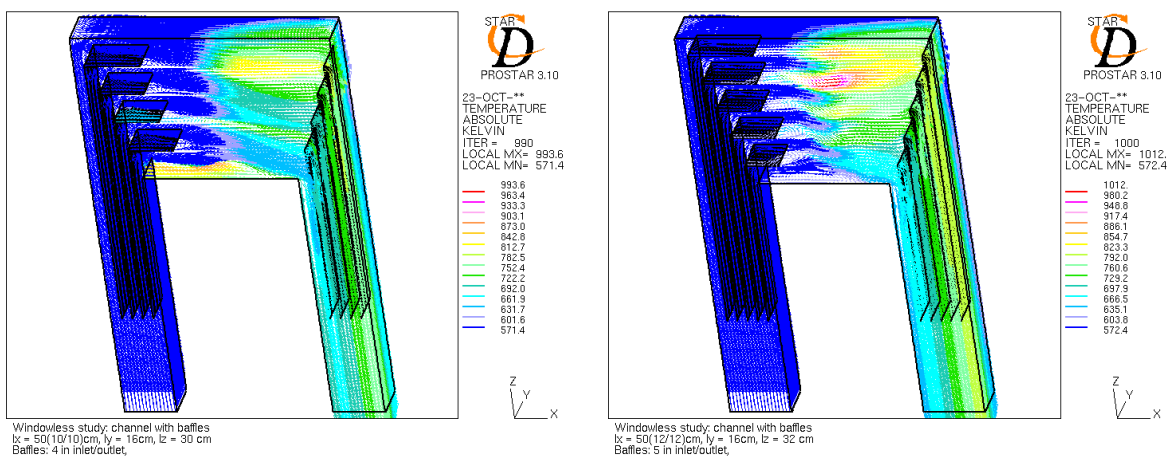 STAR
CD
PROSTAR 3.10
23-OCT-**
TEMPERATURE
ABSOLUTE
KELVIN
ITER = 990
LOCAL MX= 993.6
LOCAL MN= 571.4
993.6
963.4
933.3
903.1
873.0
842.8
812.7
782.5
752.4
722.2
692.0
661.9
631.7
601.6
571.4
Z
Y
X
Windowless study: channel with baffles
lx = 50(10/10)cm, ly = 16cm, lz = 30 cm
Baffles: 4 in inlet/outlet,
STAR
CD
PROSTAR 3.10
23-OCT-**
TEMPERATURE
ABSOLUTE
KELVIN
ITER = 1000
LOCAL MX= 1012.
LOCAL MN= 572.4
1012.
980.2
948.8
917.4
886.1
854.7
823.3
792.0
760.6
729.2
697.9
666.5
635.1
603.8
572.4
Z
Y
X
Windowless study: channel with baffles
lx = 50(12/12)cm, ly = 16cm, lz = 32 cm
Baffles: 5 in inlet/outlet,